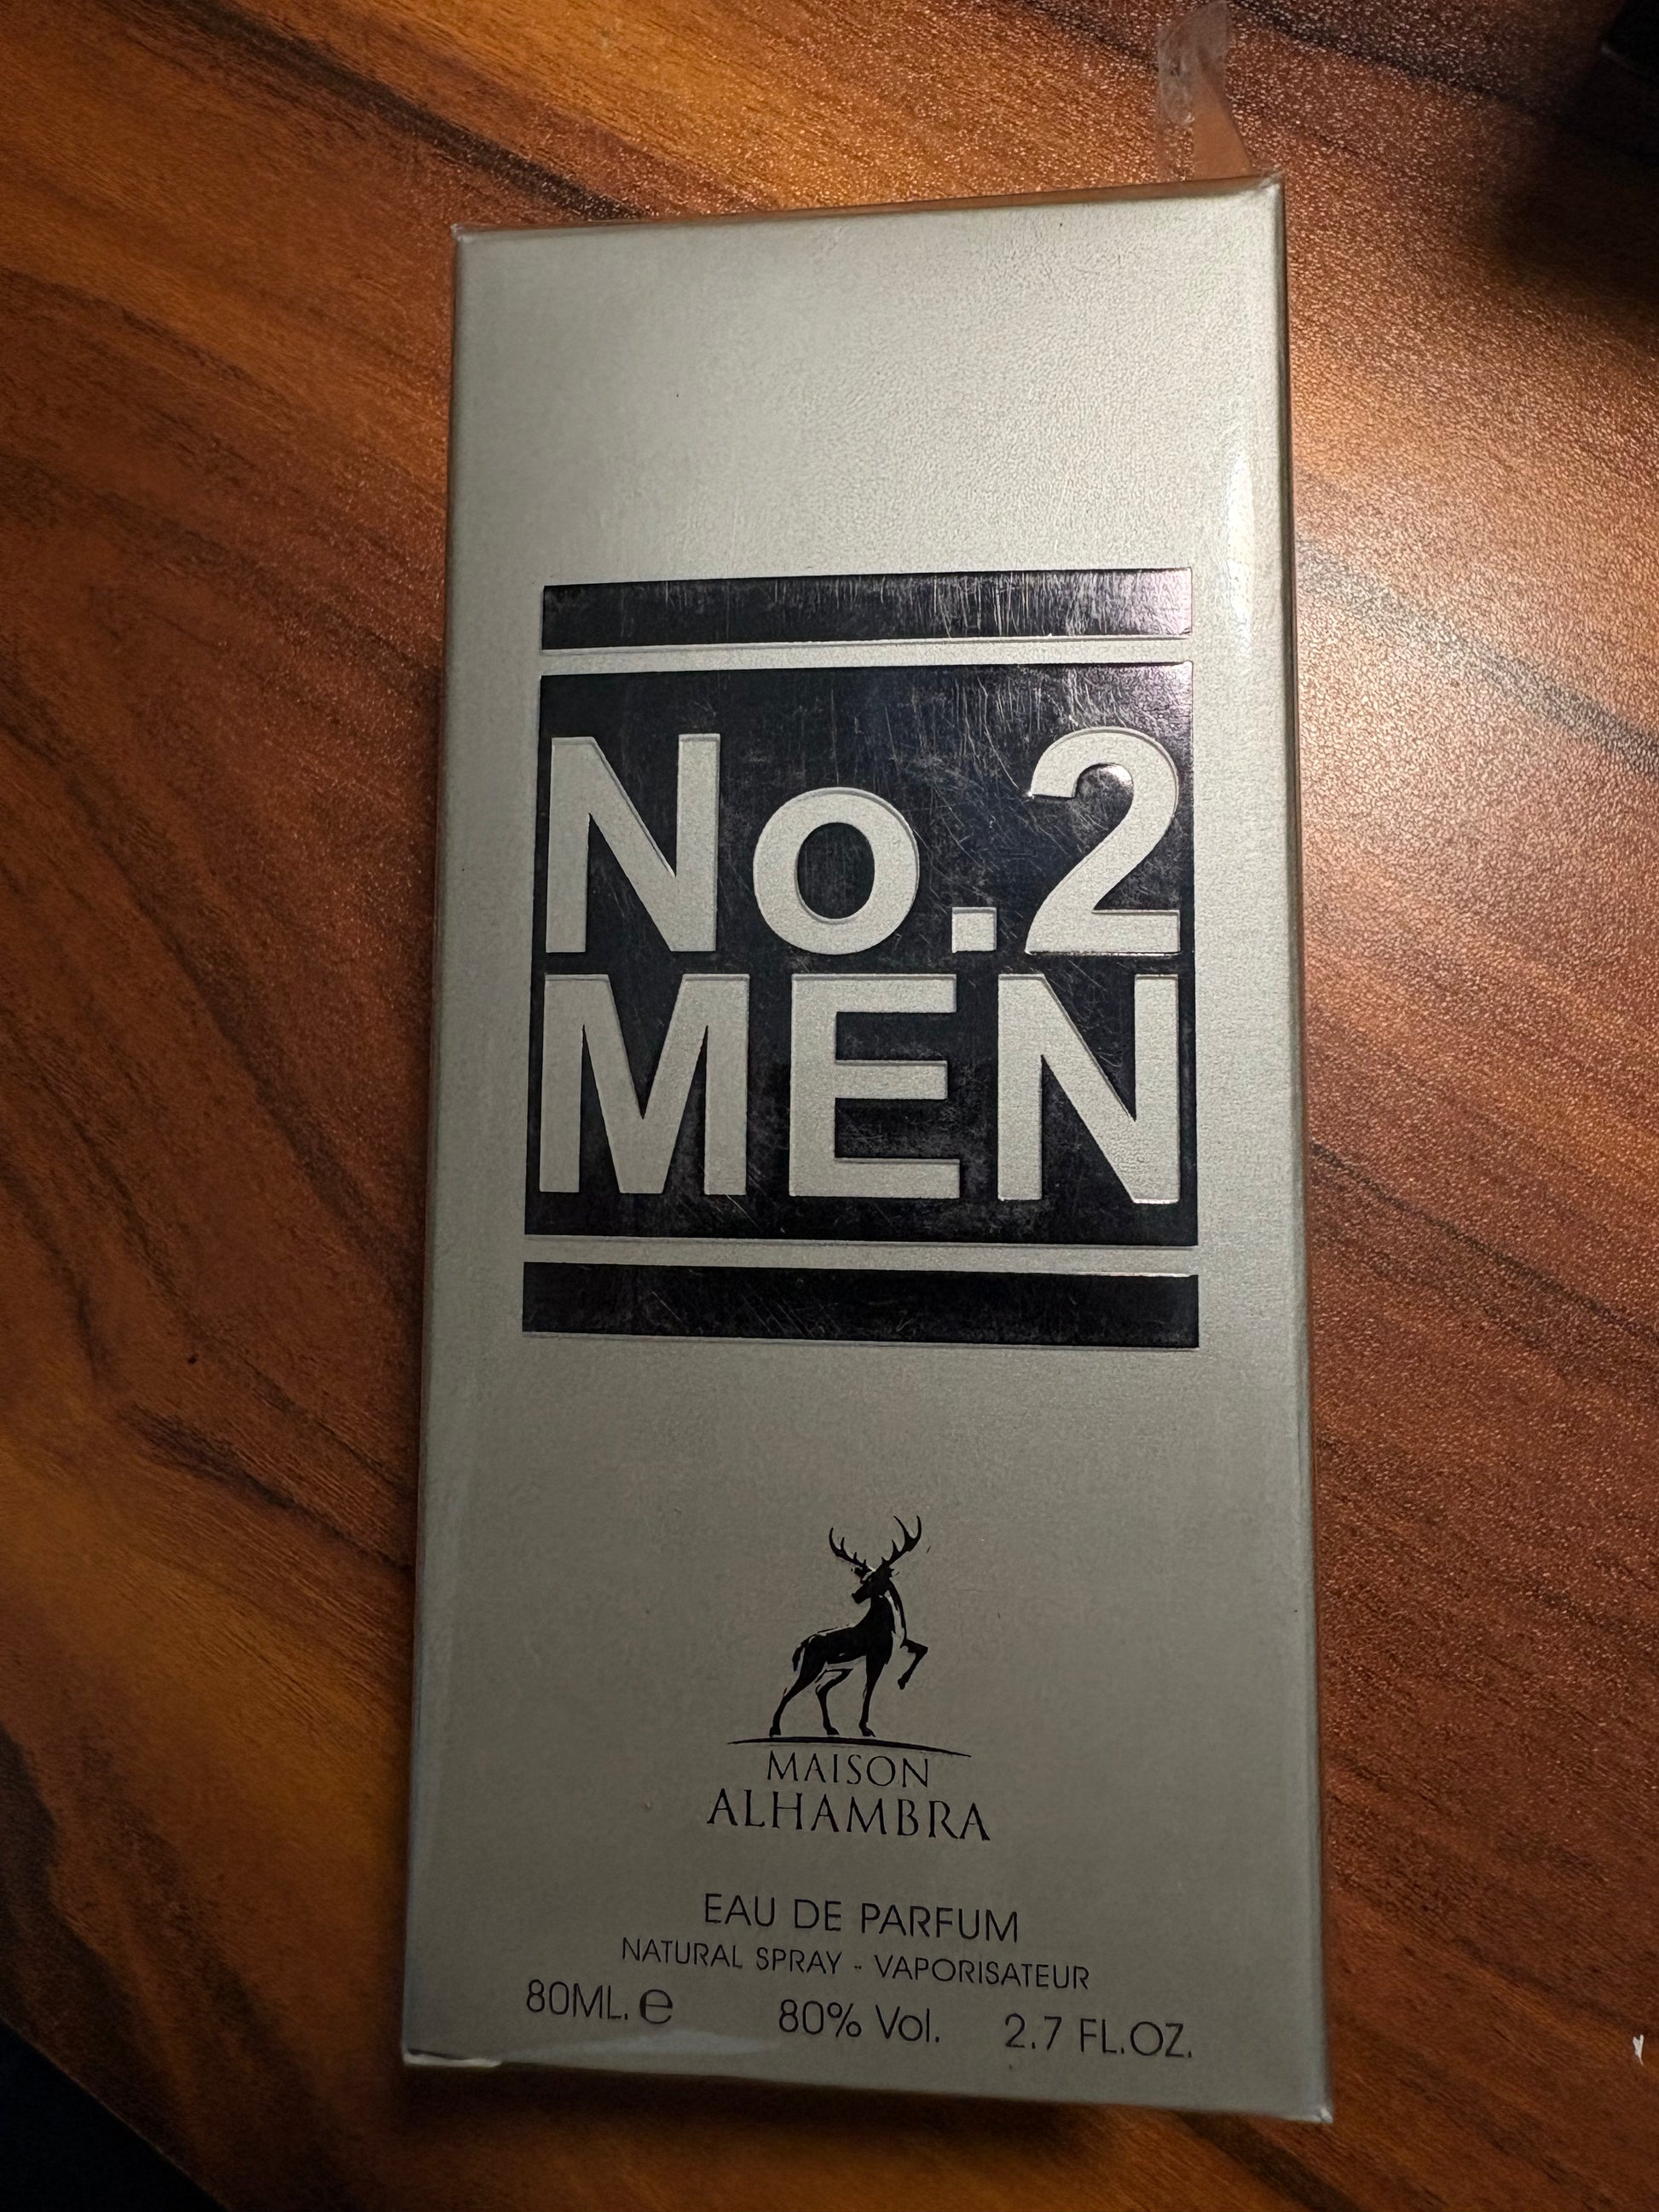 No.2
MEN
MAISON
ALHAMBRA
EAU DE PARFUM
NATURAL SPRAY - VAPORISATEUR
80ML. ℮ 80% Vol. 2.7 FL.OZ.